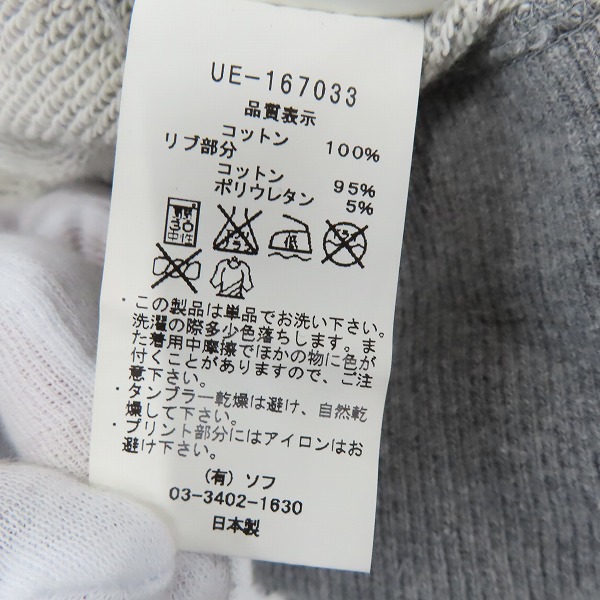 UE-167033
品質表示
コットン 100%
リブ部分
コットン 95%
ポリウレタン 5%
30
中性
低
・この製品は単品でお洗い下さい。
洗濯の際多少色落ちします。ま
た着用中摩擦でほかの物に色が
付くことがありますので、ご注
意下さい。
・タンブラー乾燥は避け、自然乾
燥して下さい。
・プリント部分にはアイロンはお
避け下さい。
(有) ソフ
03-3402-1630
日本製